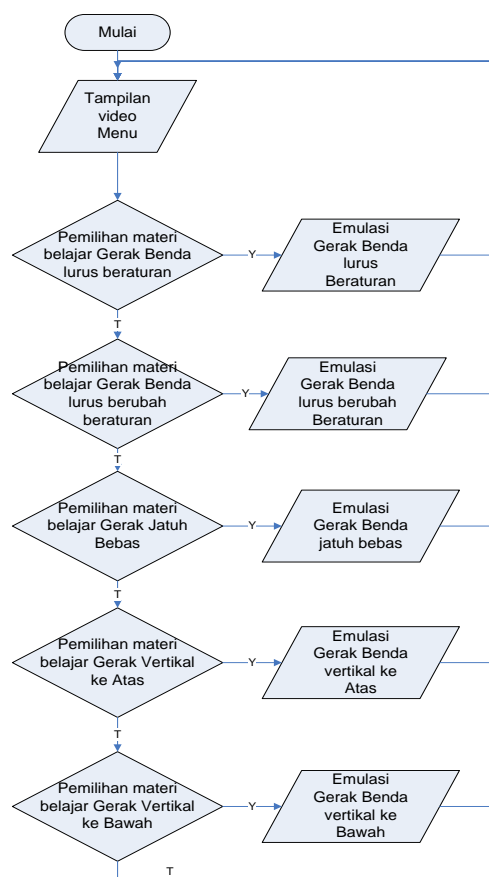 Mulai
Tampilan
video
Menu
Pemilihan materi
belajar Gerak Benda
lurus beraturan
Y
Emulasi
Gerak Benda
lurus
Beraturan
T
Pemilihan materi
belajar Gerak Benda
lurus berubah
beraturan
Y
Emulasi
Gerak Benda
lurus berubah
Beraturan
T
Pemilihan materi
belajar Gerak Jatuh
Bebas
Y
Emulasi
Gerak Benda
jatuh bebas
T
Pemilihan materi
belajar Gerak Vertikal
ke Atas
Y
Emulasi
Gerak Benda
vertikal ke
Atas
T
Pemilihan materi
belajar Gerak Vertikal
ke Bawah
Y
Emulasi
Gerak Benda
vertikal ke
Bawah
T